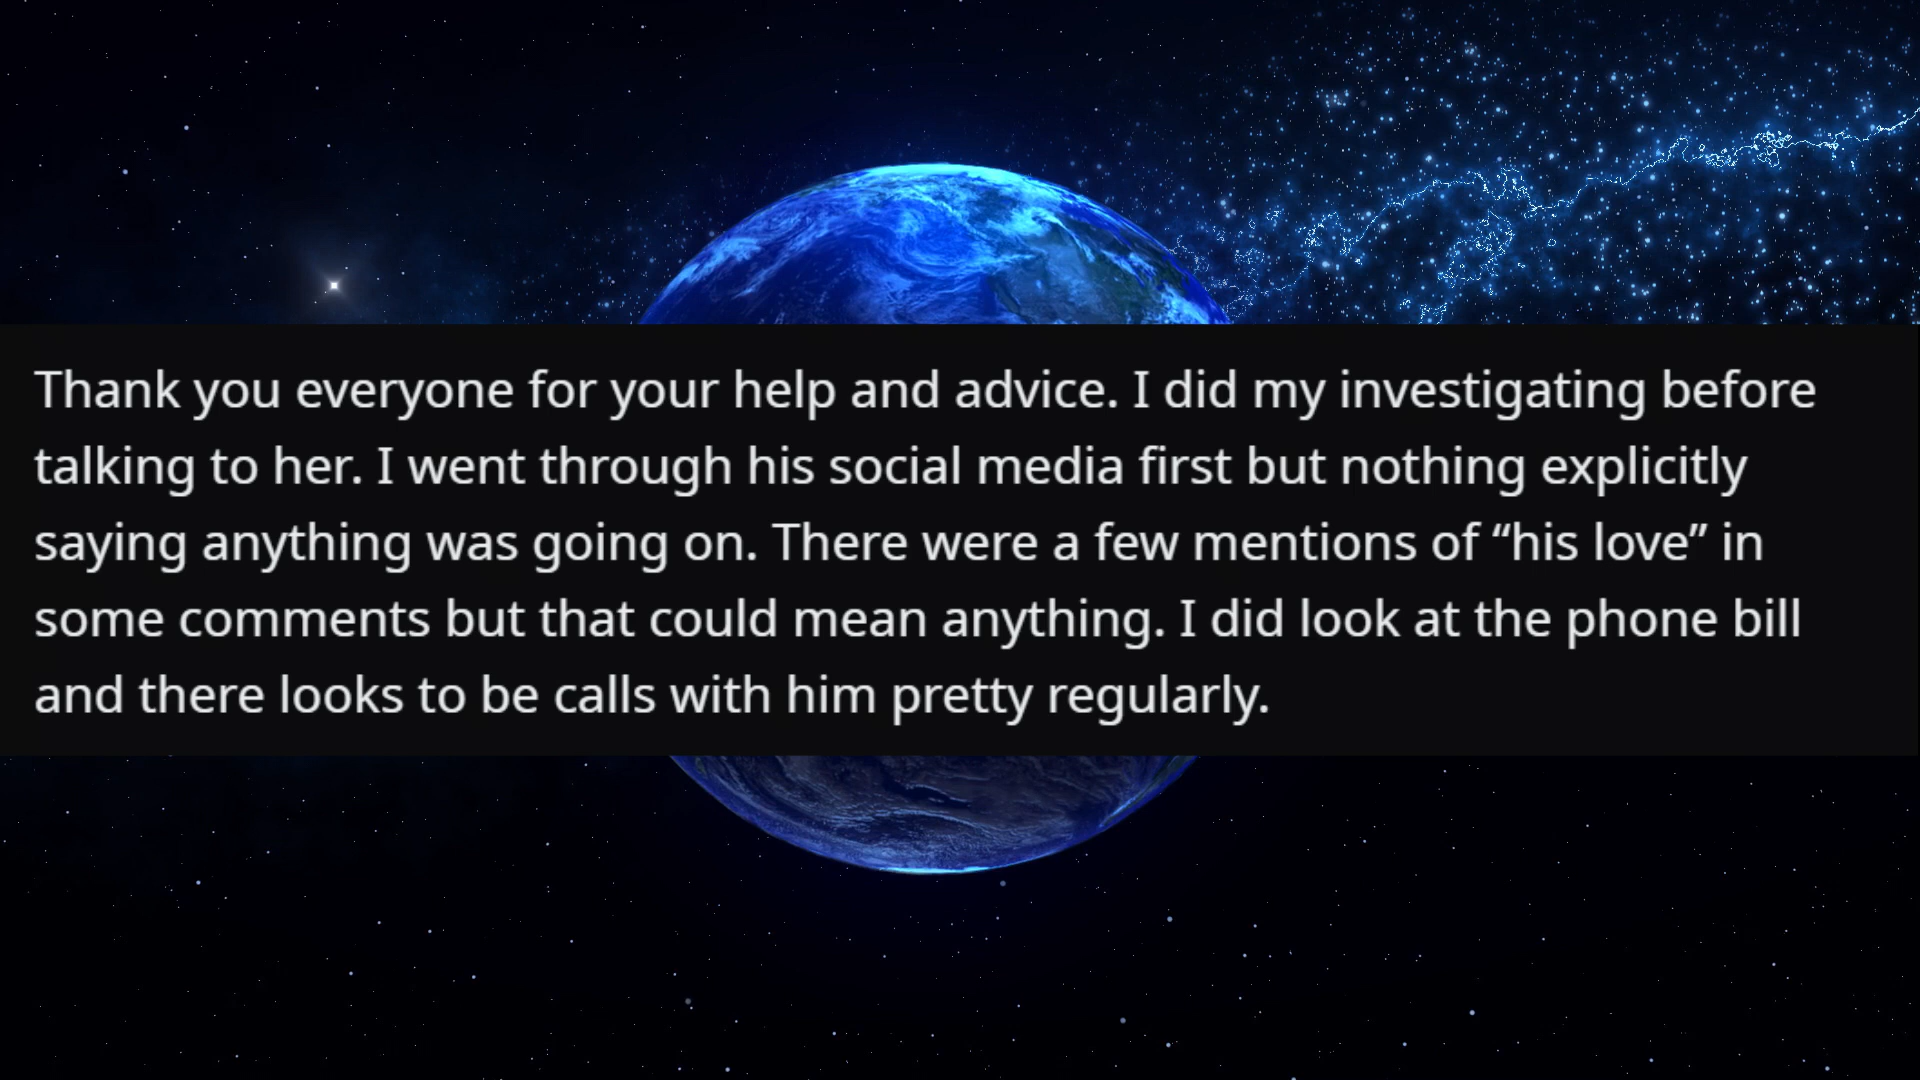 Thank you everyone for your help and advice. I did my investigating before
talking to her. I went through his social media first but nothing explicitly
saying anything was going on. There were a few mentions of “his love” in
some comments but that could mean anything. I did look at the phone bill
and there looks to be calls with him pretty regularly.